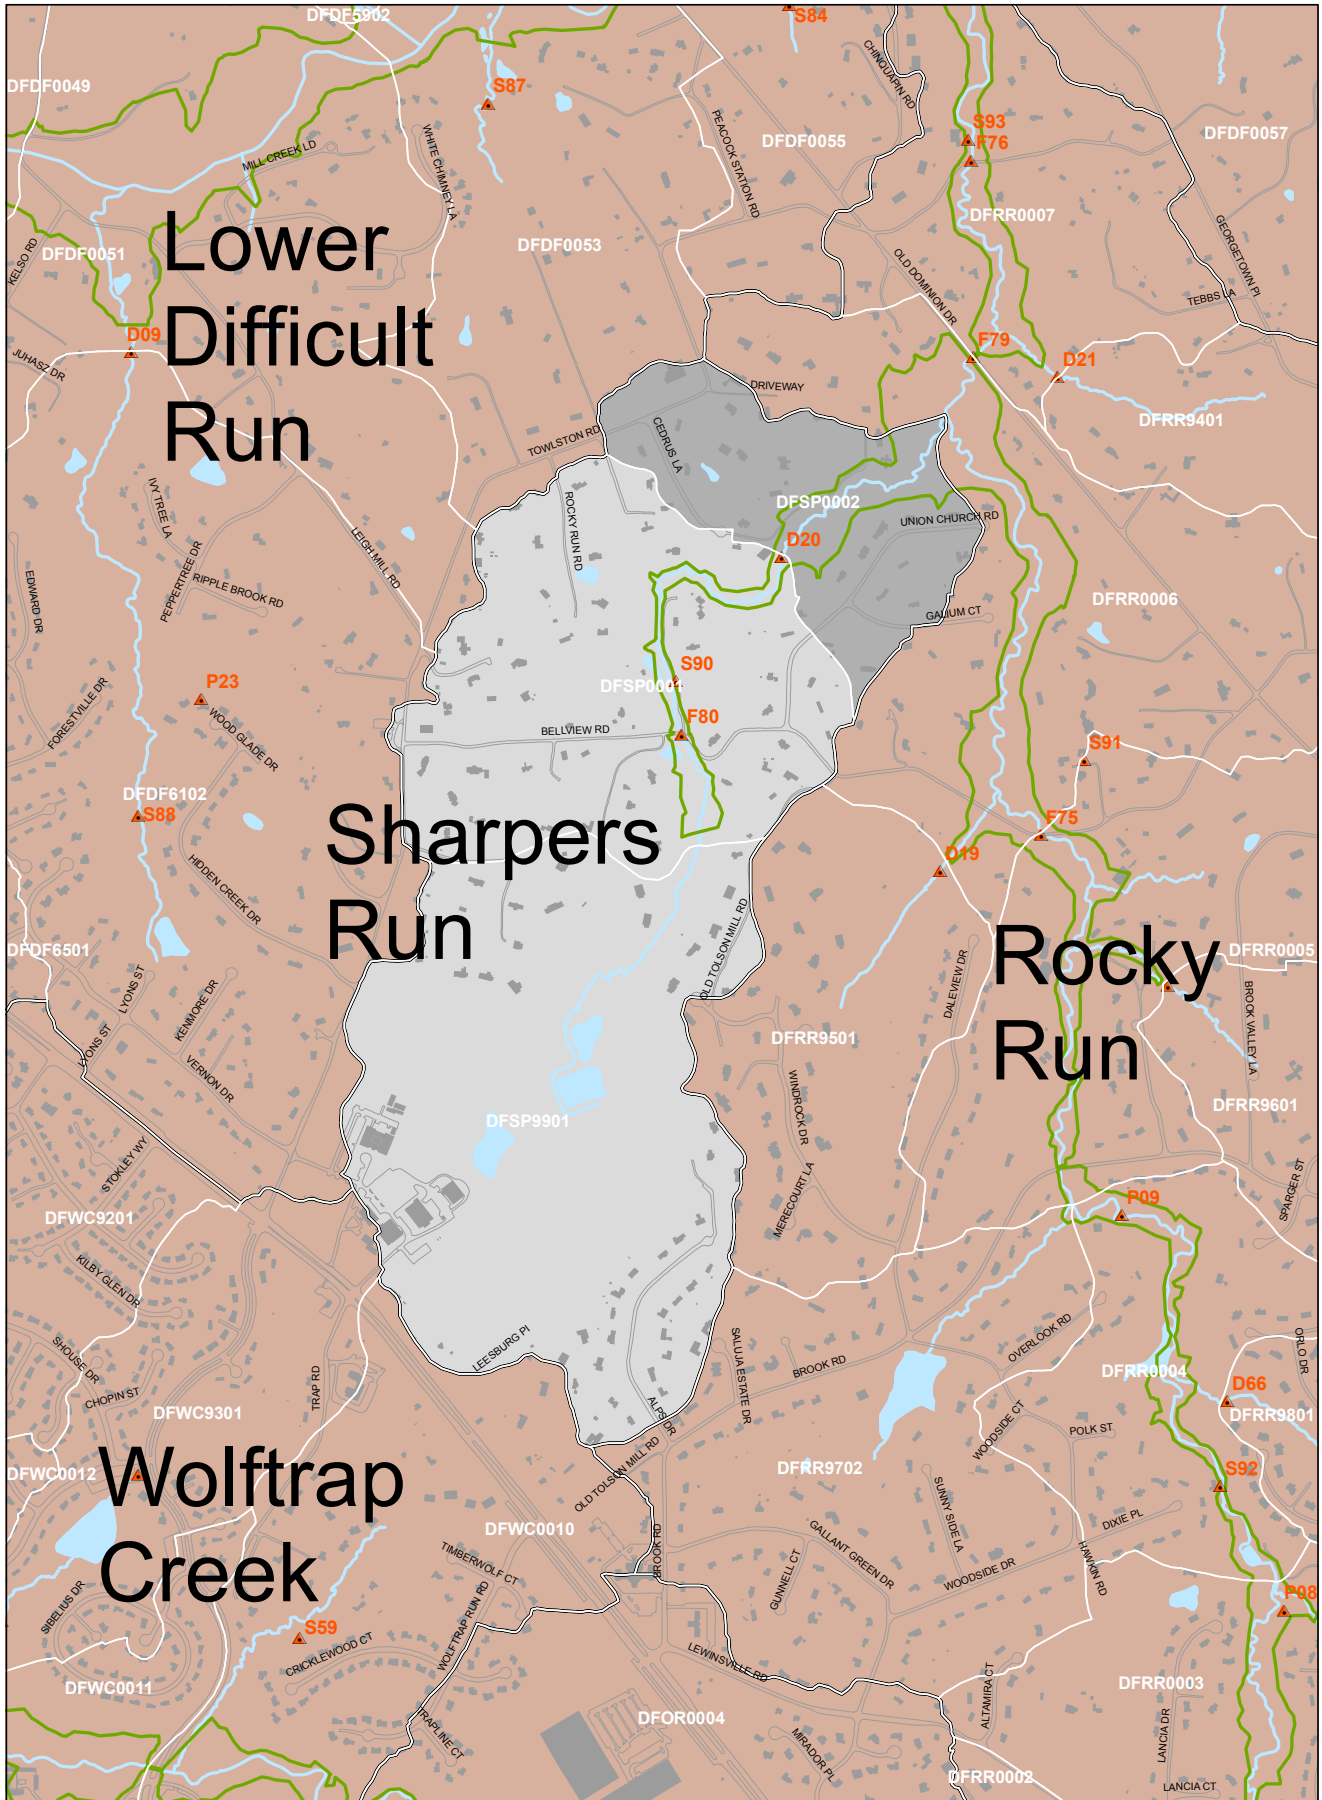 DFDF5902
S84
CHINQUAPIN RD
DFDF0049
S87
PEACOCK STATION RD
WHITE CHIMNEY LA
DFDF0055
S93
F76
DFDF0057
MILL CREEK LD
DFRR0007
Lower
Difficult
Run
KELSO RD
DFDF0051
DFDF0053
OLD DOMINION DR
GEORGETOWN PI
TEBBS LA
D09
JUHASZ DR
F79
D21
DRIVEWAY
DFRR9401
TOWLSTON RD
CEDRUS LA
IVY TREE LA
ROCKY RUN RD
DFSP0002
UNION CHURCH RD
LEIGH MILL RD
PEPPERTREE DR
D20
RIPPLE BROOK RD
EDWARD DR
DFRR0006
GALIUM CT
S90
DFSP0001
P23
FORESTVILLE DR
WOOD GLADE DR
BELLVIEW RD
F80
S91
DFDF6102
S88
Sharpers
Run
F75
D19
HIDDEN CREEK DR
OLD TOLSON MILL RD
Rocky
Run
DFDF6501
DFRR0005
DALEVIEW DR
LYONS ST
KENMORE DR
LYONS ST
BROOK VALLEY LA
DFRR9501
VERNON DR
WINDROCK DR
DFSP9901
DFRR9601
STOKLEY WY
MERECOURT LA
SPARGER ST
P09
DFWC9201
KILBY GLEN DR
OVERLOOK RD
SHOUSE DR
LEESBURG PI
SALUJA ESTATE DR
BROOK RD
ORLO DR
DFRR0004
TRAP RD
CHOPIN ST
D66
DFWC9301
ALPS DR
WOODSIDE CT
POLK ST
DFRR9801
Wolftrap
Creek
DFWC0012
OLD TOLSON MILL RD
DFRR9702
S92
SUNNY SIDE LA
DFWC0010
DIXIE PL
GALLANT GREEN DR
BROOK RD
TIMBERWOLF CT
GUNNELL CT
WOODSIDE DR
HAWKIN RD
SIBELIUS DR
WOLFTRAP RUN RD
P08
S59
CRICKLEWOOD CT
LEWINSVILLE RD
DFWC0011
DFRR0003
ALTAMIRA CT
DFOR0004
TRAPLINE CT
MIRADOR PL
LANCIA DR
DFRR0002
LANCIA CT